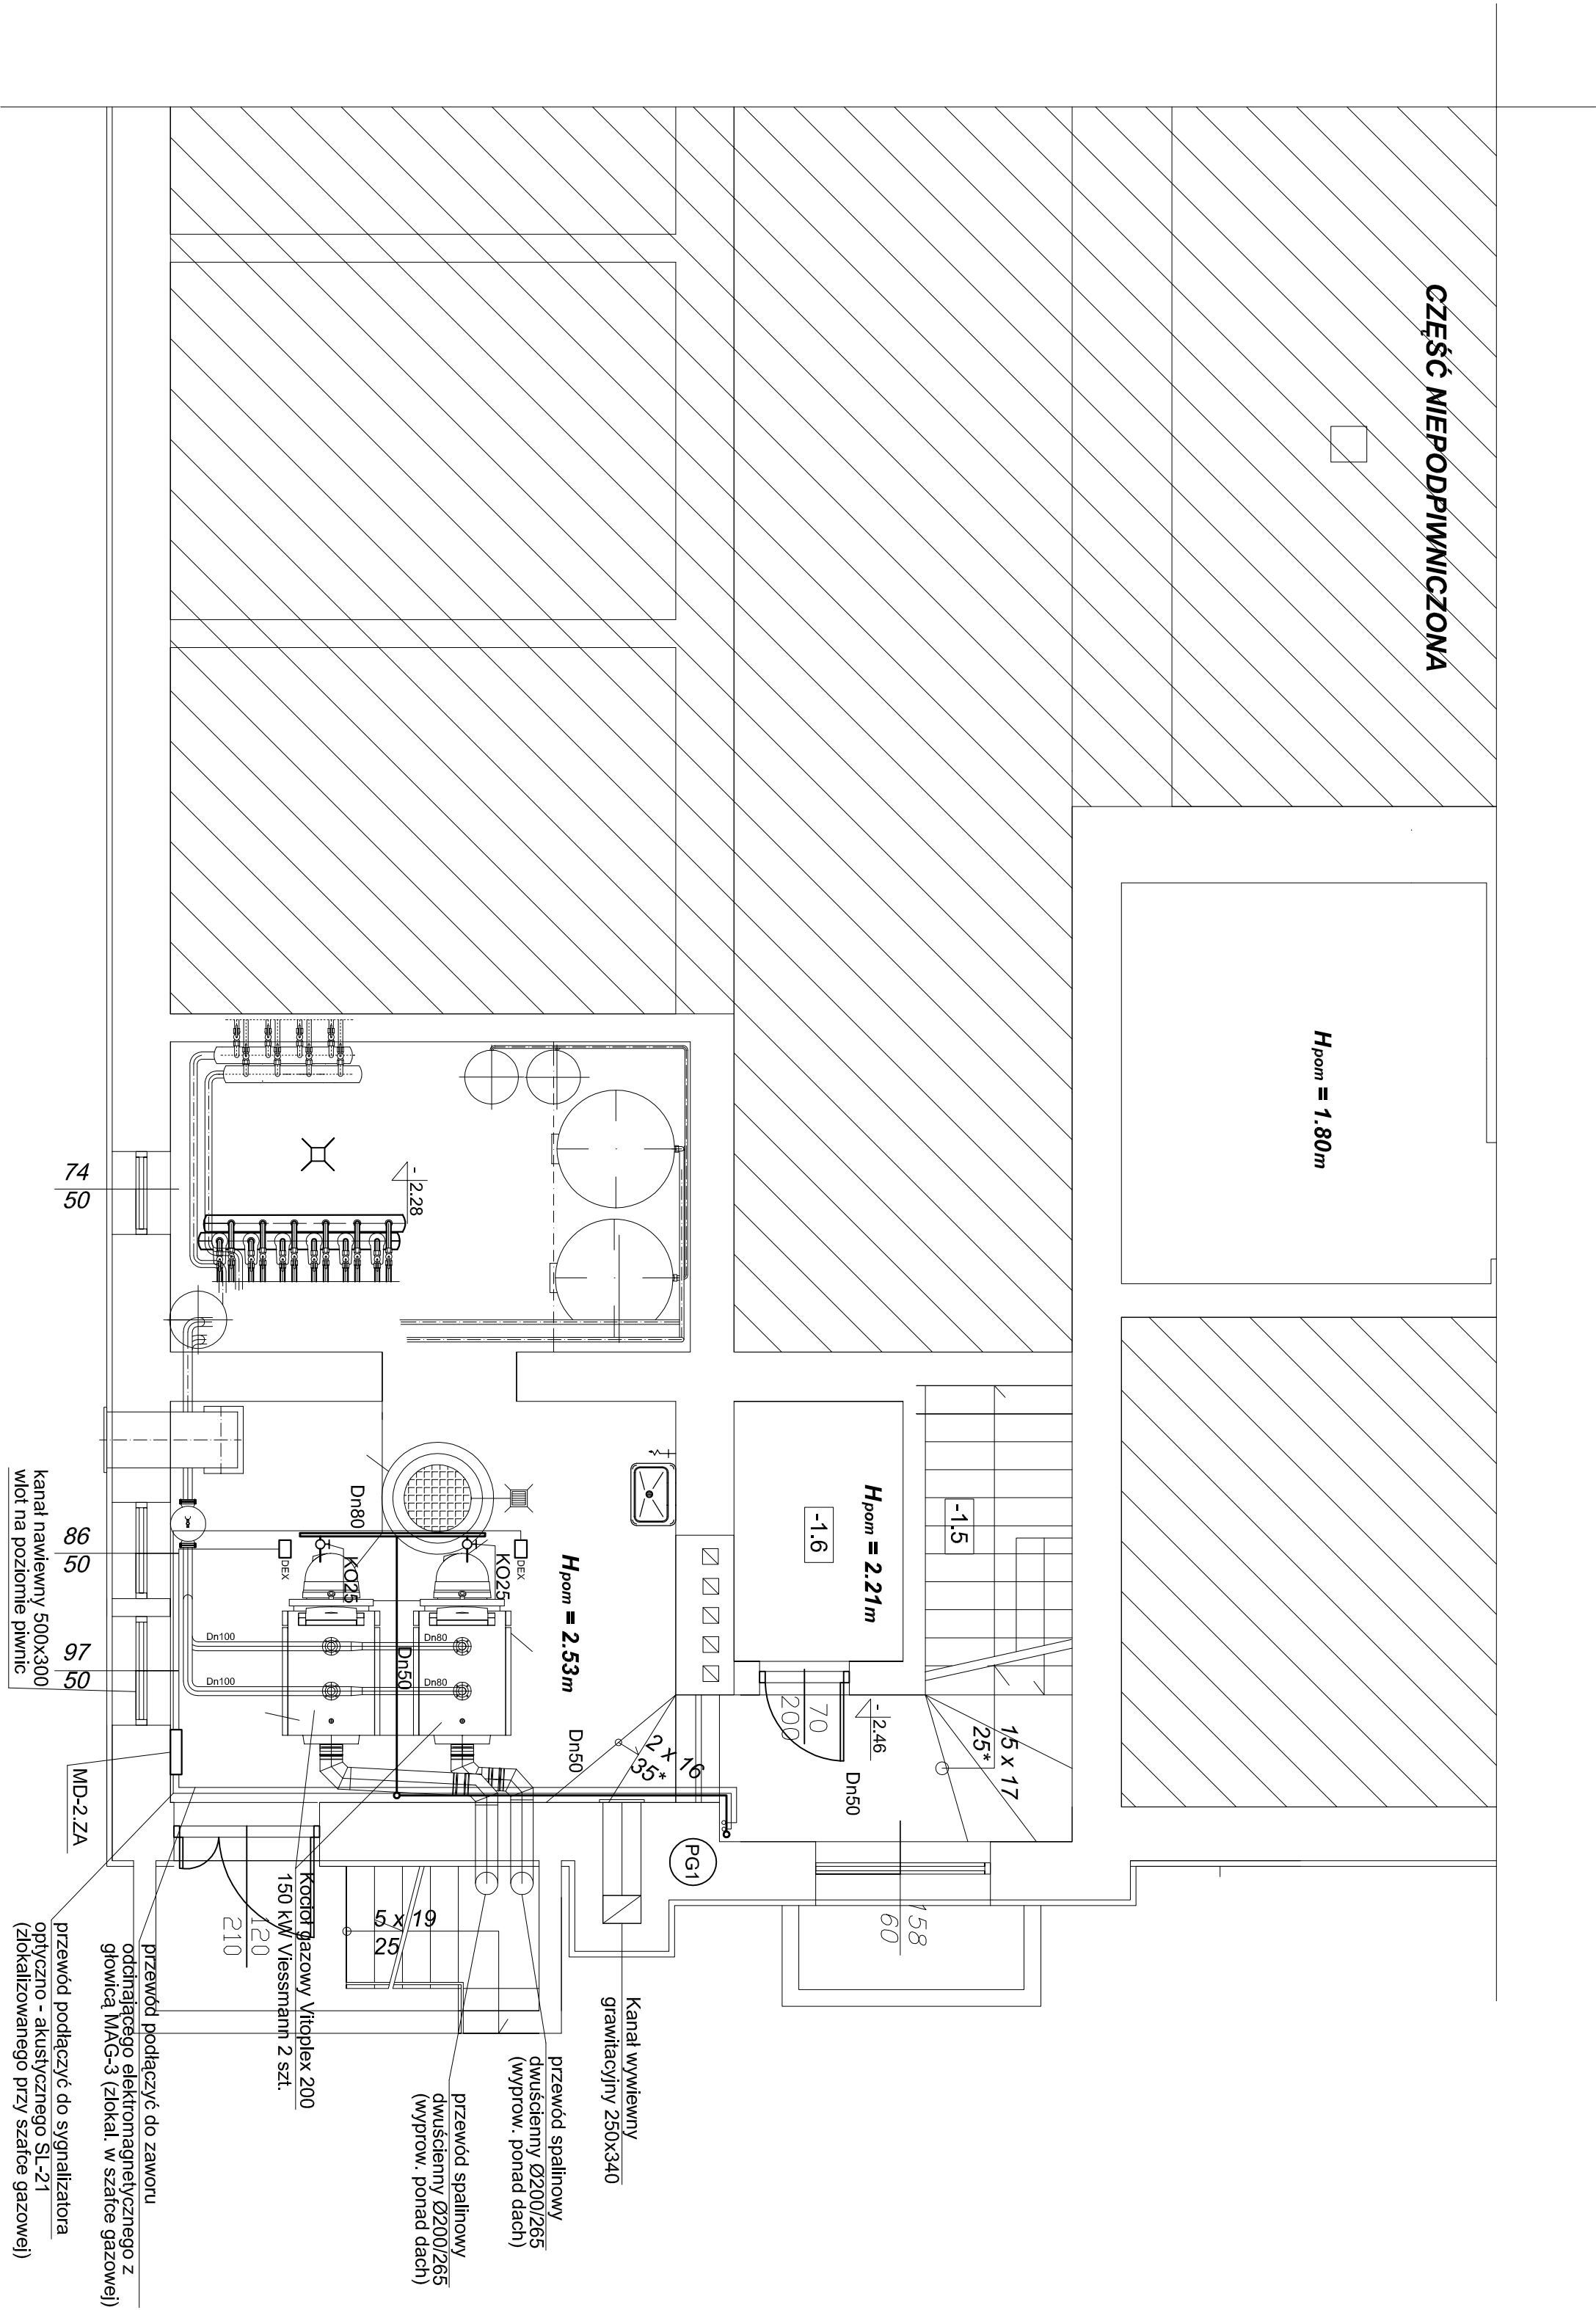 CZĘŚĆ NIEPODPIWNICZONA
Hpom = 1.80m
Hpom = 2.21m
-1.5
-1.6
15 x 17
25*
- 2.46
70
200
Dn50
158
60
- 2.28
Hpom = 2.53m
2 x 16
35*
Dn50
PG1
Dn80
DEX
DEX
KO25
KO25
Dn50
Dn100
Dn100
Dn80
Dn80
74
50
86
50
97
50
kanał nawiewny 500x300
wlot na poziomie piwnic
MD-2.ZA
120
210
5 x 19
25
Kanał wywiewny
grawitacyjny 250x340
przewód spalinowy
dwuścienny Ø200/265
(wyprow. ponad dach)
przewód spalinowy
dwuścienny Ø200/265
(wyprow. ponad dach)
Kocioł gazowy Vitoplex 200
150 kW Viessmann 2 szt.
przewód podłączyć do zaworu
odcinającego elektromagnetycznego z
głowicą MAG-3 (zlokal. w szafce gazowej)
przewód podłączyć do sygnalizatora
optyczno - akustycznego SL-21
(zlokalizowanego przy szafce gazowej)